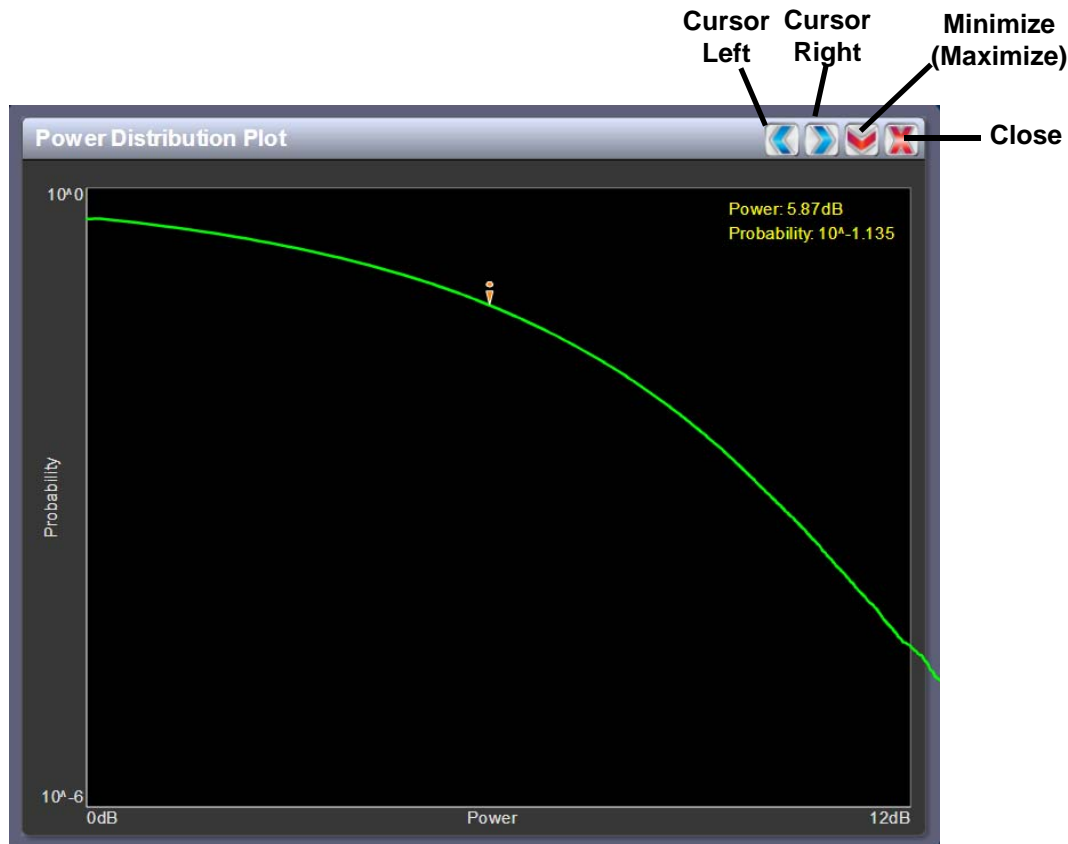 Cursor Left
Cursor Right
Minimize (Maximize)
Power Distribution Plot
Close
10^0
Power: 5.87dB
Probability: 10^-1.135
Probability
10^-6
0dB
Power
12dB